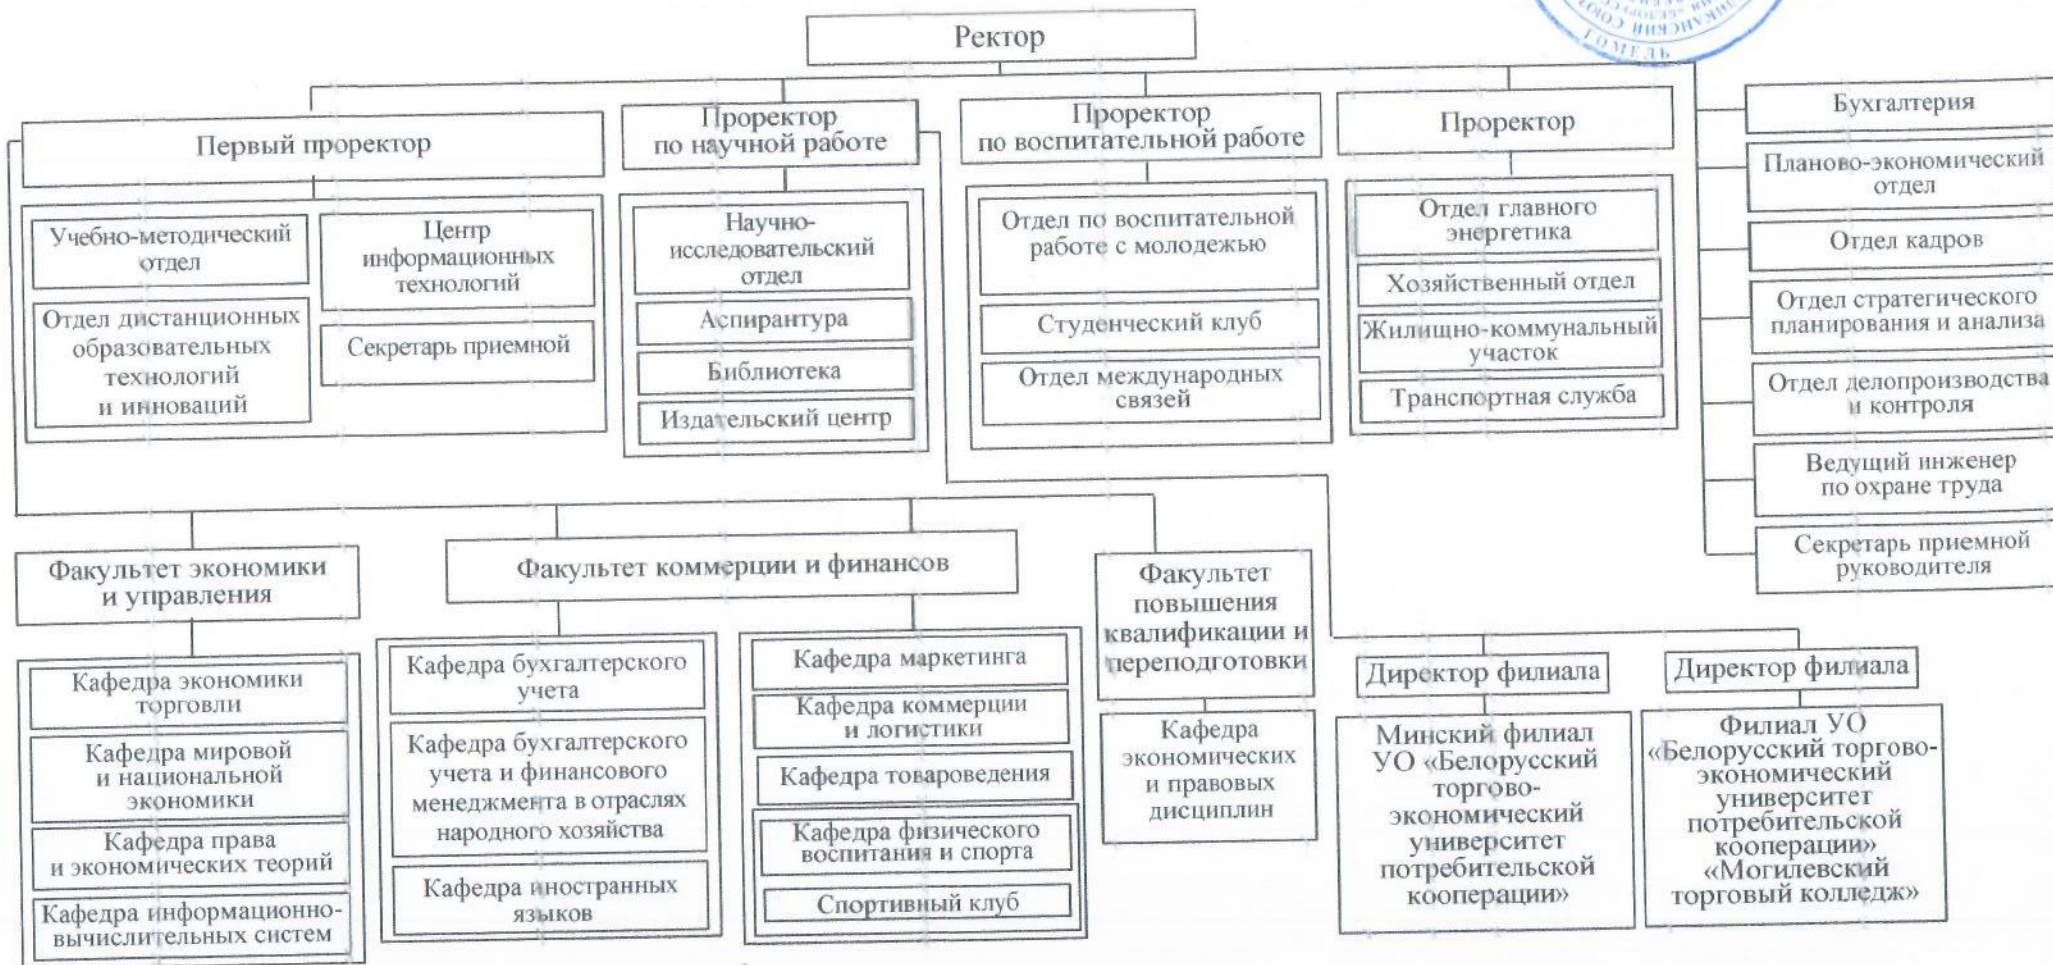 Ректор
СОЮЗ
ГОМЕЛЬ
Первый проректор
Проректор
по научной работе
Проректор
по воспитательной работе
Проректор
Учебно-методический
отдел
Отдел дистанционных
образовательных
технологий
и инноваций
Центр
информационных
технологий
Секретарь приемной
Научно-
исследовательский
отдел
Аспирантура
Библиотека
Издательский центр
Отдел по воспитательной
работе с молодежью
Студенческий клуб
Отдел международных
связей
Отдел главного
энергетика
Хозяйственный отдел
Жилищно-коммунальный
участок
Транспортная служба
Бухгалтерия
Планово-экономический
отдел
Отдел кадров
Отдел стратегического
планирования и анализа
Отдел делопроизводства
и контроля
Ведущий инженер
по охране труда
Секретарь приемной
руководителя
Факультет экономики
и управления
Кафедра экономики
торговли
Кафедра мировой
и национальной
экономики
Кафедра права
и экономических теорий
Кафедра информационно-
вычислительных систем
Факультет коммерции и финансов
Кафедра бухгалтерского
учета
Кафедра бухгалтерского
учета и финансового
менеджмента в отраслях
народного хозяйства
Кафедра иностранных
языков
Кафедра маркетинга
Кафедра коммерции
и логистики
Кафедра товароведения
Кафедра физического
воспитания и спорта
Спортивный клуб
Факультет
повышения
квалификации и
переподготовки
Кафедра
экономических
и правовых
дисциплин
Директор филиала
Минский филиал
УО «Белорусский
торгово-
экономический
университет
потребительской
кооперации»
Директор филиала
Филиал УО
«Белорусский торгово-
экономический
университет
потребительской
кооперации»
«Могилевский
торговый колледж»